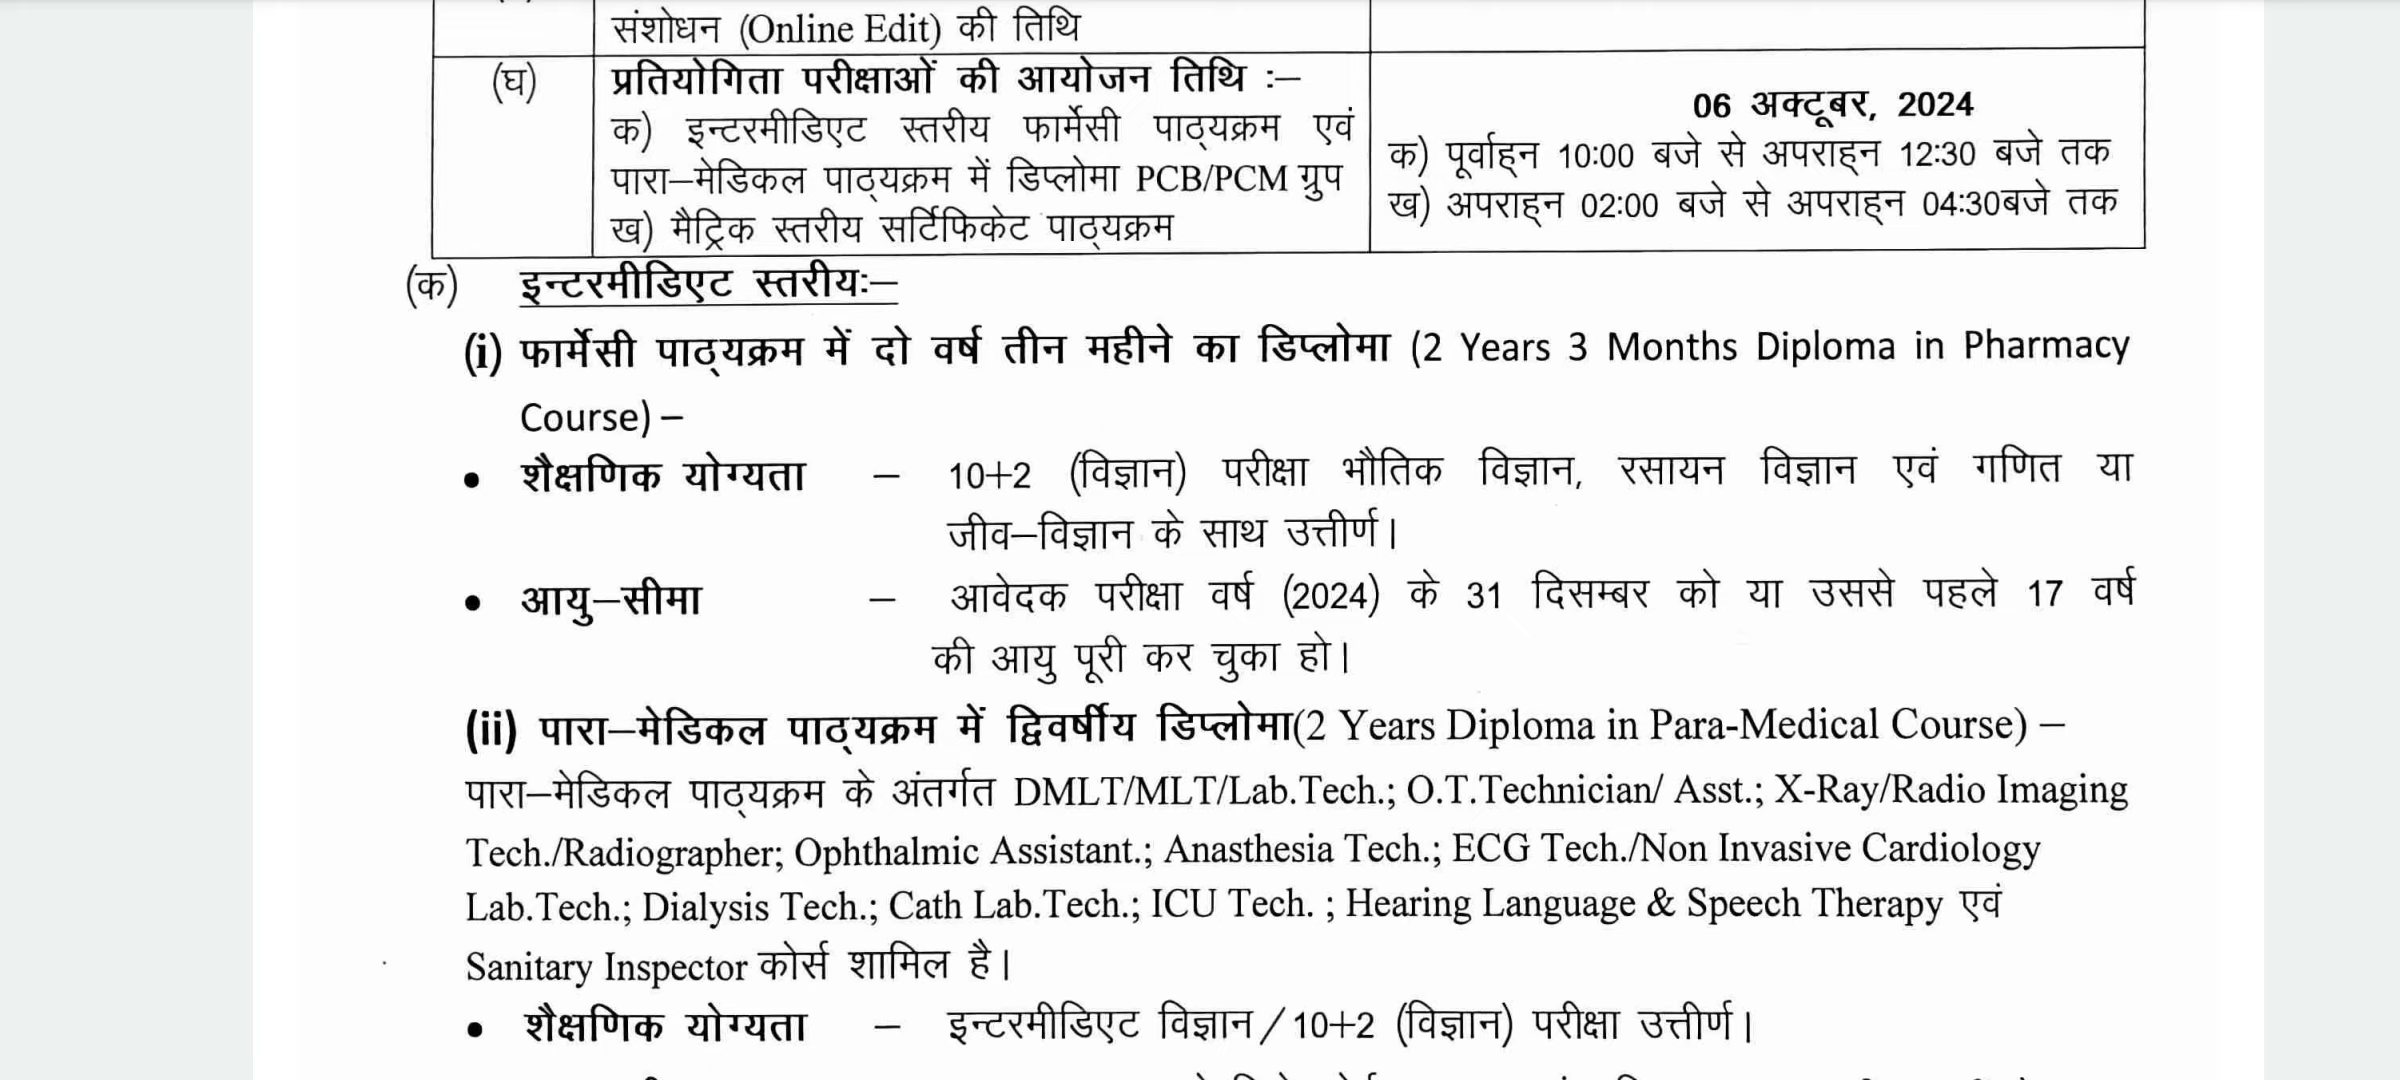 संशोधन (Online Edit) की तिथि
(घ) प्रतियोगिता परीक्षाओं की आयोजन तिथि :–
06 अक्टूबर, 2024
क) इन्टरमीडिएट स्तरीय फार्मेसी पाठ्यक्रम एवं
पारा–मेडिकल पाठ्यक्रम में डिप्लोमा PCB/PCM ग्रुप
ख) मैट्रिक स्तरीय सर्टिफिकेट पाठ्यक्रम
क) पूर्वाह्न 10:00 बजे से अपराह्न 12:30 बजे तक
ख) अपराह्न 02:00 बजे से अपराह्न 04:30बजे तक
(क) इन्टरमीडिएट स्तरीयः–
(i) फार्मेसी पाठ्यक्रम में दो वर्ष तीन महीने का डिप्लोमा (2 Years 3 Months Diploma in Pharmacy
Course) –
• शैक्षणिक योग्यता – 10+2 (विज्ञान) परीक्षा भौतिक विज्ञान, रसायन विज्ञान एवं गणित या
जीव–विज्ञान के साथ उत्तीर्ण।
• आयु–सीमा – आवेदक परीक्षा वर्ष (2024) के 31 दिसम्बर को या उससे पहले 17 वर्ष
की आयु पूरी कर चुका हो।
(ii) पारा–मेडिकल पाठ्यक्रम में द्विवर्षीय डिप्लोमा(2 Years Diploma in Para-Medical Course) –
पारा–मेडिकल पाठ्यक्रम के अंतर्गत DMLT/MLT/Lab.Tech.; O.T.Technician/ Asst.; X-Ray/Radio Imaging
Tech./Radiographer; Ophthalmic Assistant.; Anasthesia Tech.; ECG Tech./Non Invasive Cardiology
Lab.Tech.; Dialysis Tech.; Cath Lab.Tech.; ICU Tech. ; Hearing Language & Speech Therapy एवं
Sanitary Inspector कोर्स शामिल है।
• शैक्षणिक योग्यता – इन्टरमीडिएट विज्ञान/10+2 (विज्ञान) परीक्षा उत्तीर्ण।